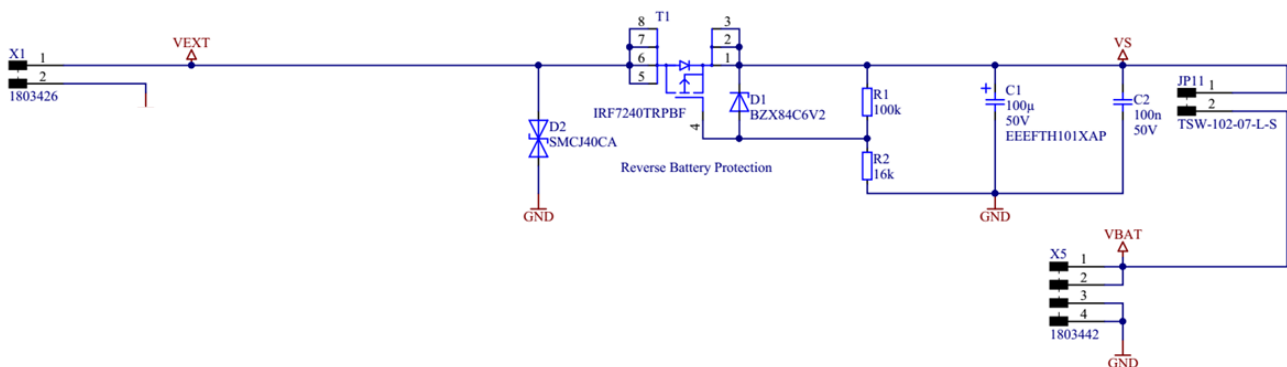 X1
1
2
1803426
VEXT
D2
SMCJ40CA
GND
T1
8
7
6
5
3
2
1
4
IRF7240TRPBF
D1
BZX84C6V2
Reverse Battery Protection
R1
100k
R2
16k
+
C1
100µ
50V
EEEFTH101XAP
GND
VS
C2
100n
50V
JP11
1
2
TSW-102-07-L-S
VBAT
X5
1
2
3
4
1803442
GND